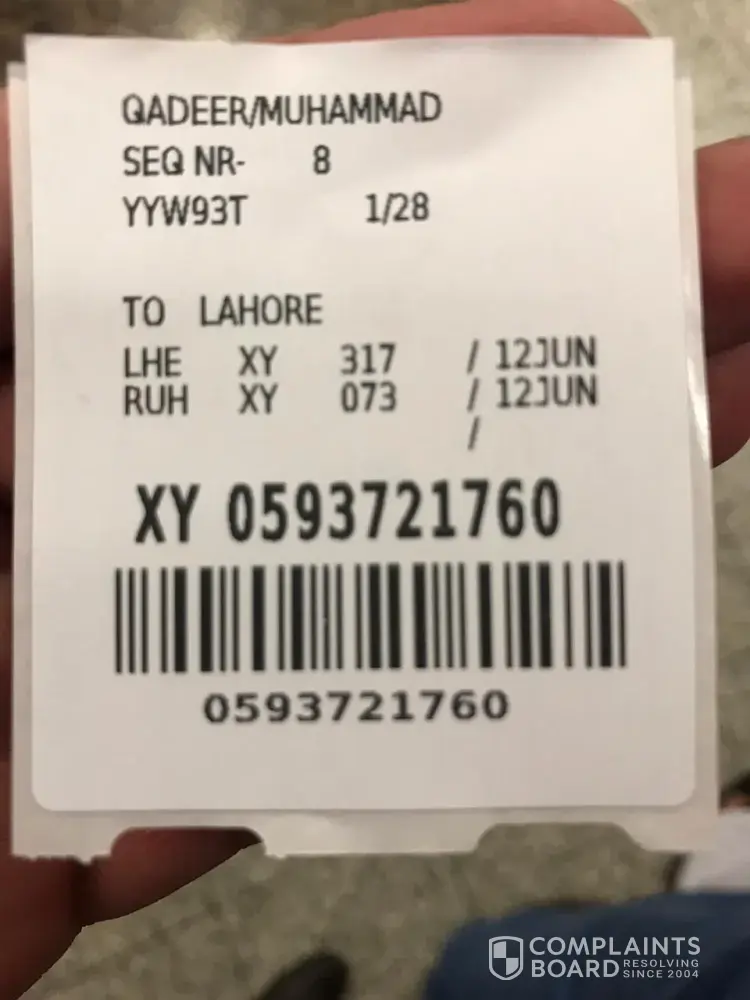 QADEER/MUHAMMAD
SEQ NR- 8
YYW93T 1/28
TO LAHORE
LHE XY 317 / 12JUN
RUH XY 073 / 12JUN
/
XY 0593721760
0593721760
COMPLAINTS
BOARD RESOLVING
SINCE 2004